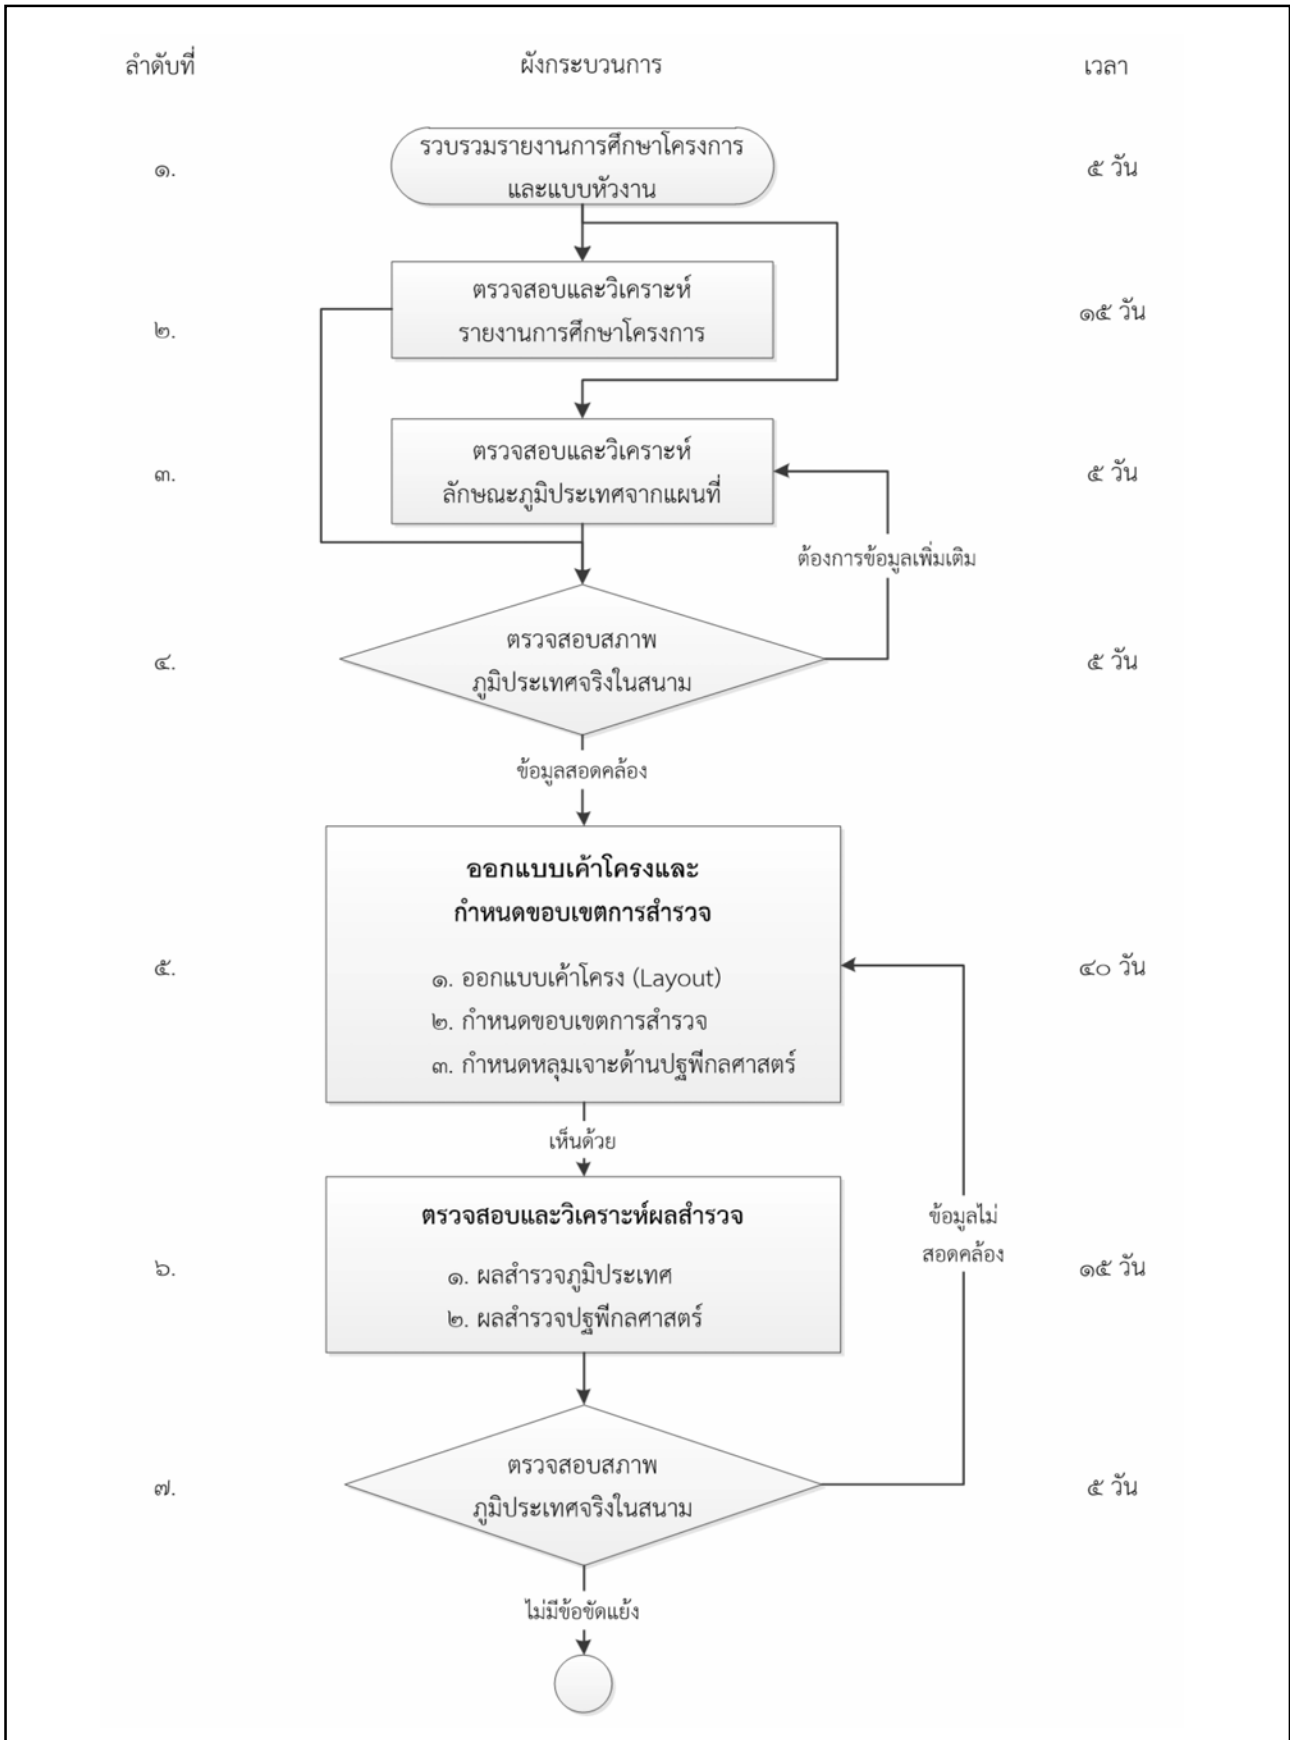 ลำดับที่ ผังกระบวนการ เวลา
รวบรวมรายงานการศึกษาโครงการ
๑. ๕ วัน
และแบบหัวงาน
ตรวจสอบและวิเคราะห์
๑๕ วัน
๒. รายงานการศึกษาโครงการ
ตรวจสอบและวิเคราะห์
๓. ๕ วัน
ลักษณะภูมิประเทศจากแผนที่
ต้องการข้อมูลเพิ่มเติม
ตรวจสอบสภาพ
๔. ๕ วัน
ภูมิประเทศจริงในสนาม
ข้อมูลสอดคล้อง
ออกแบบเค้าโครงและ
กำหนดขอบเขตการสำรวจ
๕. ๔๐ วัน
๑. ออกแบบเค้าโครง (Layout)
๒. กำหนดขอบเขตการสำรวจ
๓. กำหนดหลุมเจาะด้านปฐพีกลศาสตร์
เห็นด้วย
ตรวจสอบและวิเคราะห์ผลสำรวจ
ข้อมูลไม่
สอดคล้อง
๖. ๑๕ วัน
๑. ผลสำรวจภูมิประเทศ
๒. ผลสำรวจปฐพีกลศาสตร์
ตรวจสอบสภาพ
๗. ๕ วัน
ภูมิประเทศจริงในสนาม
ไม่มีข้อขัดแย้ง